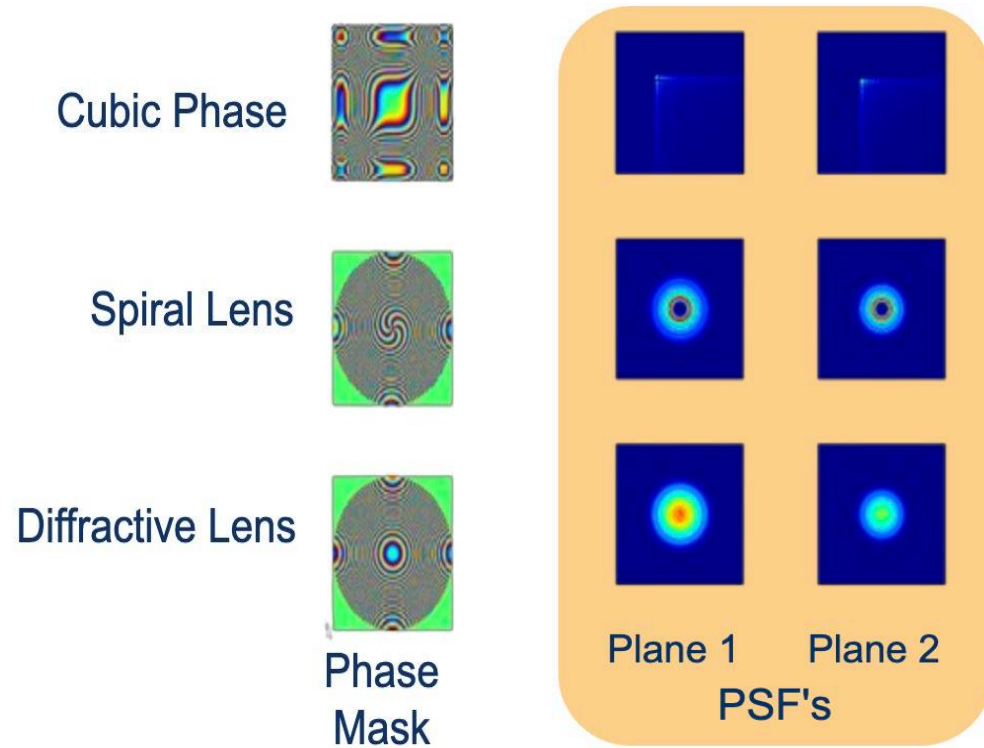 Cubic Phase
Spiral Lens
Diffractive Lens
Phase
Mask
Plane 1
Plane 2
PSF's